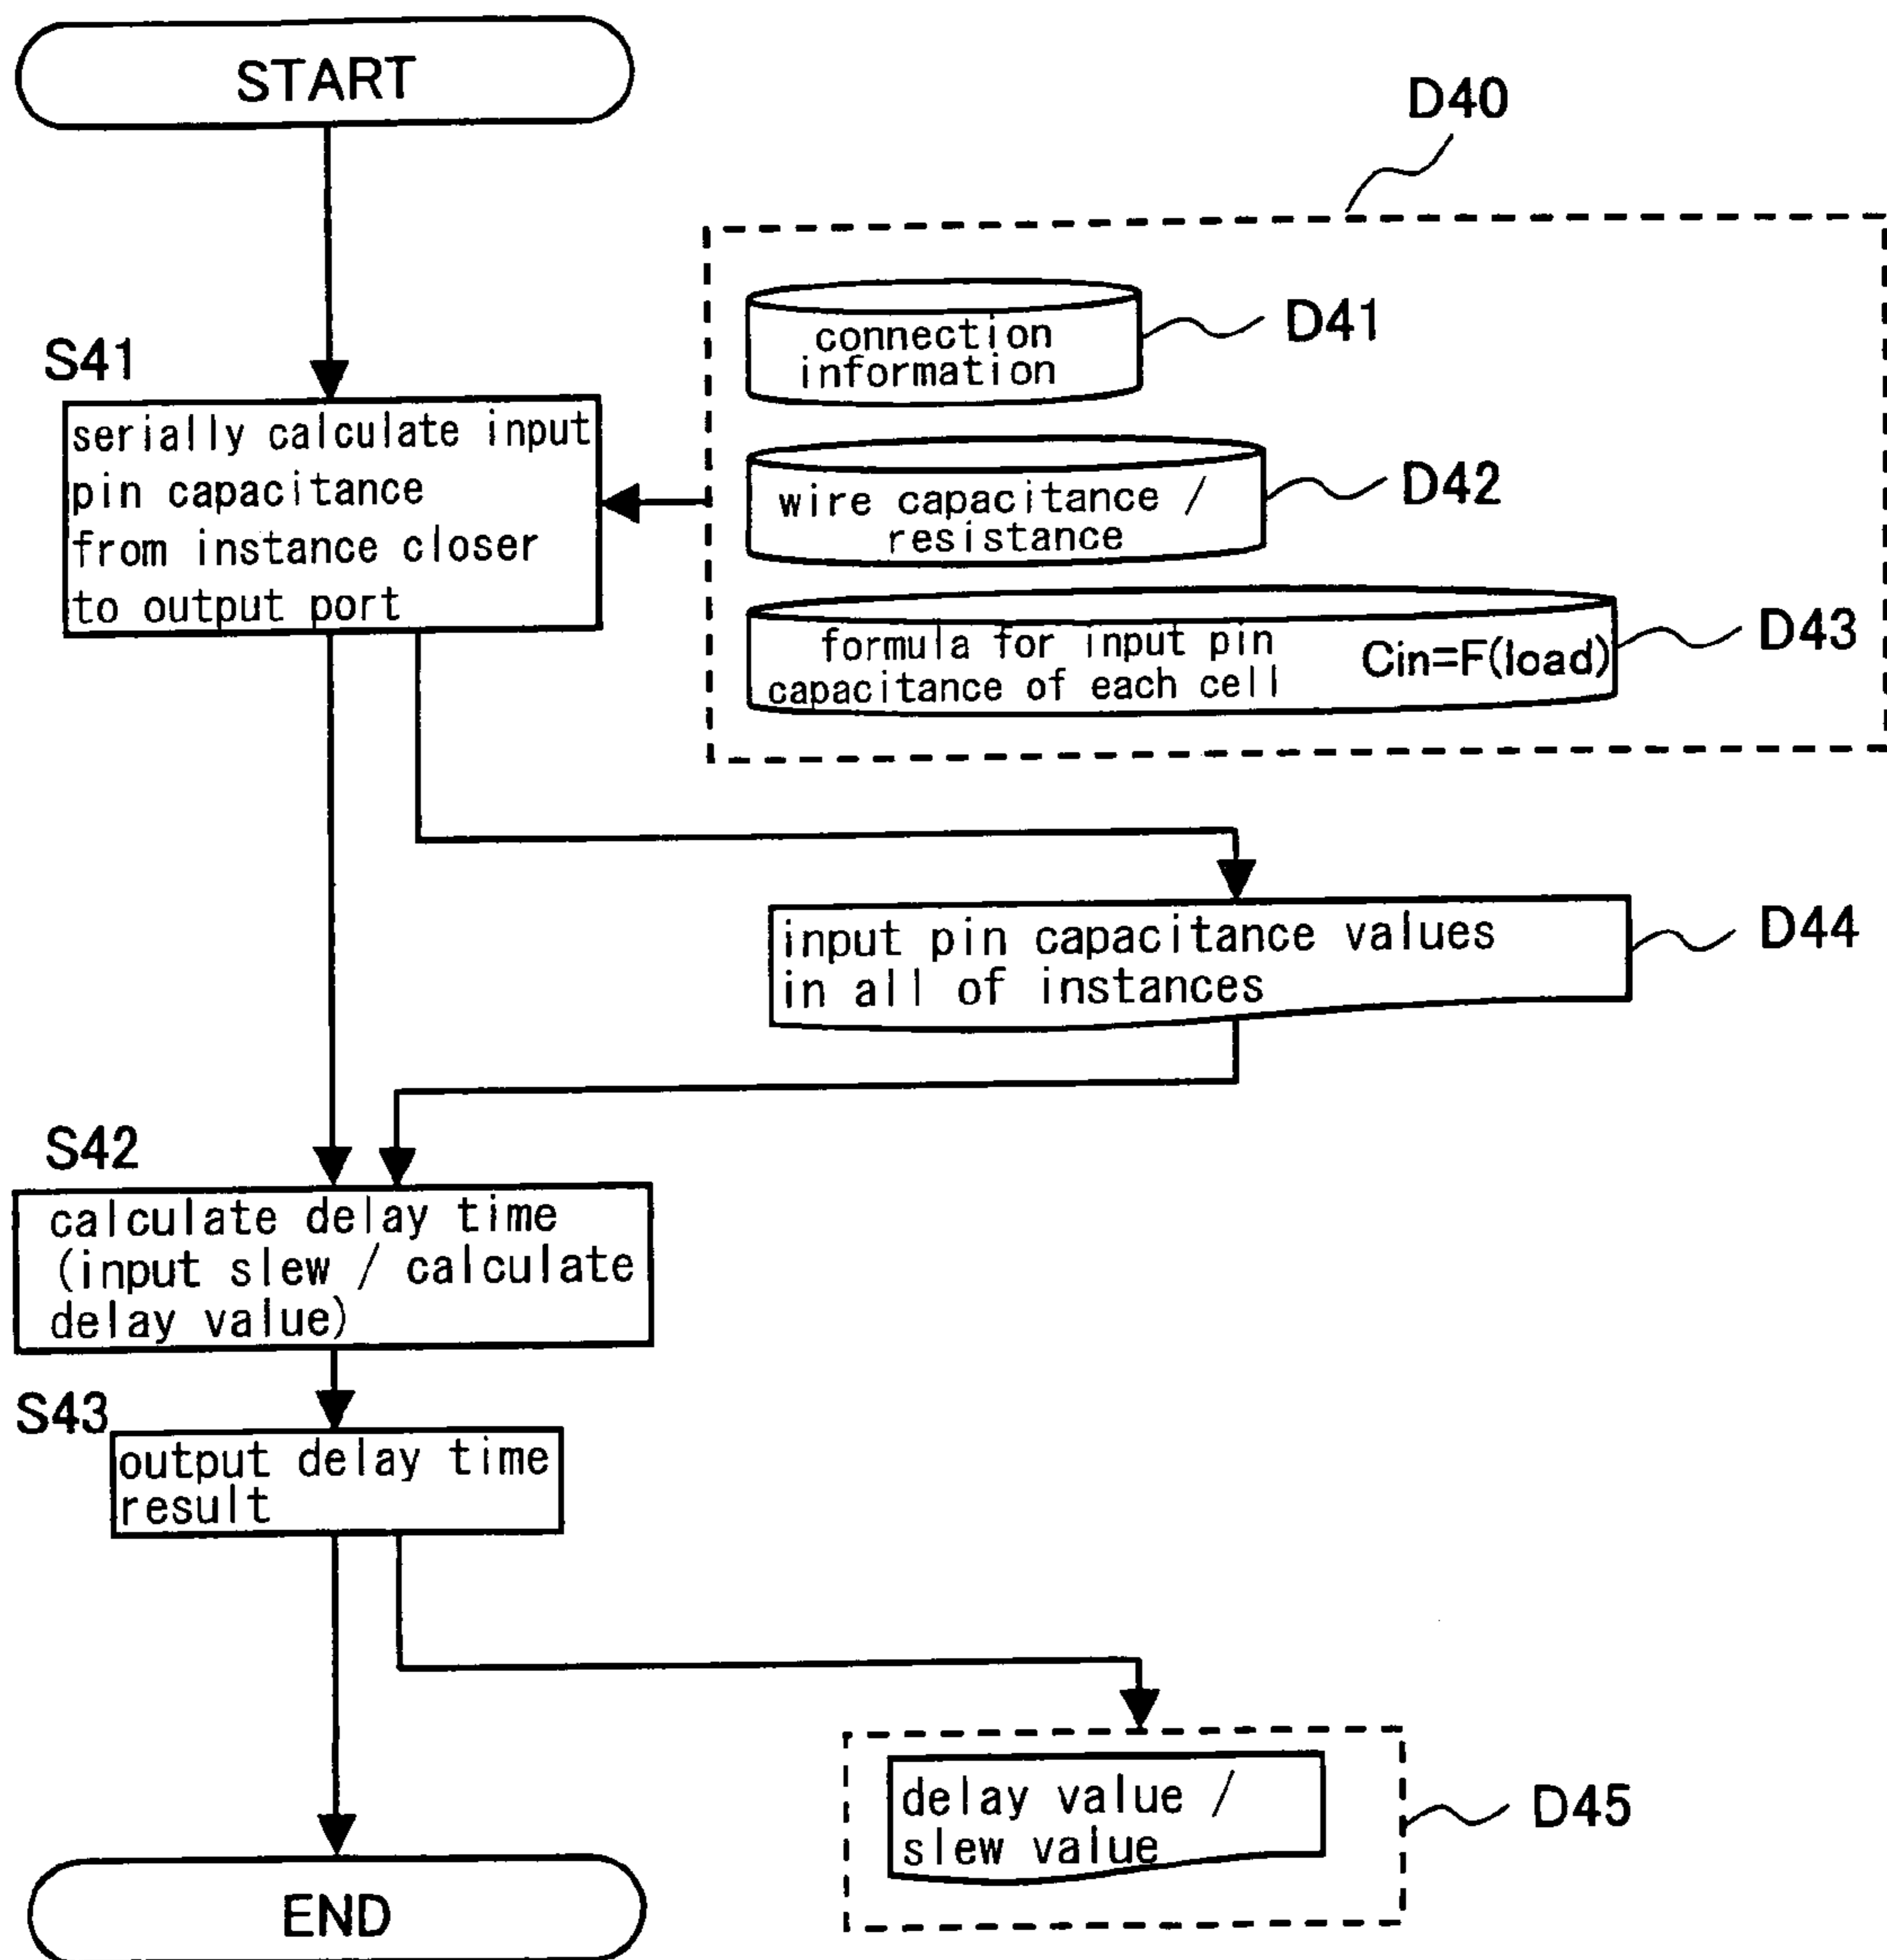 START
D40
connection
information
D41
S41
serially calculate input
pin capacitance
from instance closer
to output port
wire capacitance /
resistance
D42
formula for input pin
capacitance of each cell
Cin=F(load)
D43
input pin capacitance values
in all of instances
D44
S42
calculate delay time
(input slew / calculate
delay value)
S43
output delay time
result
delay value /
slew value
D45
END